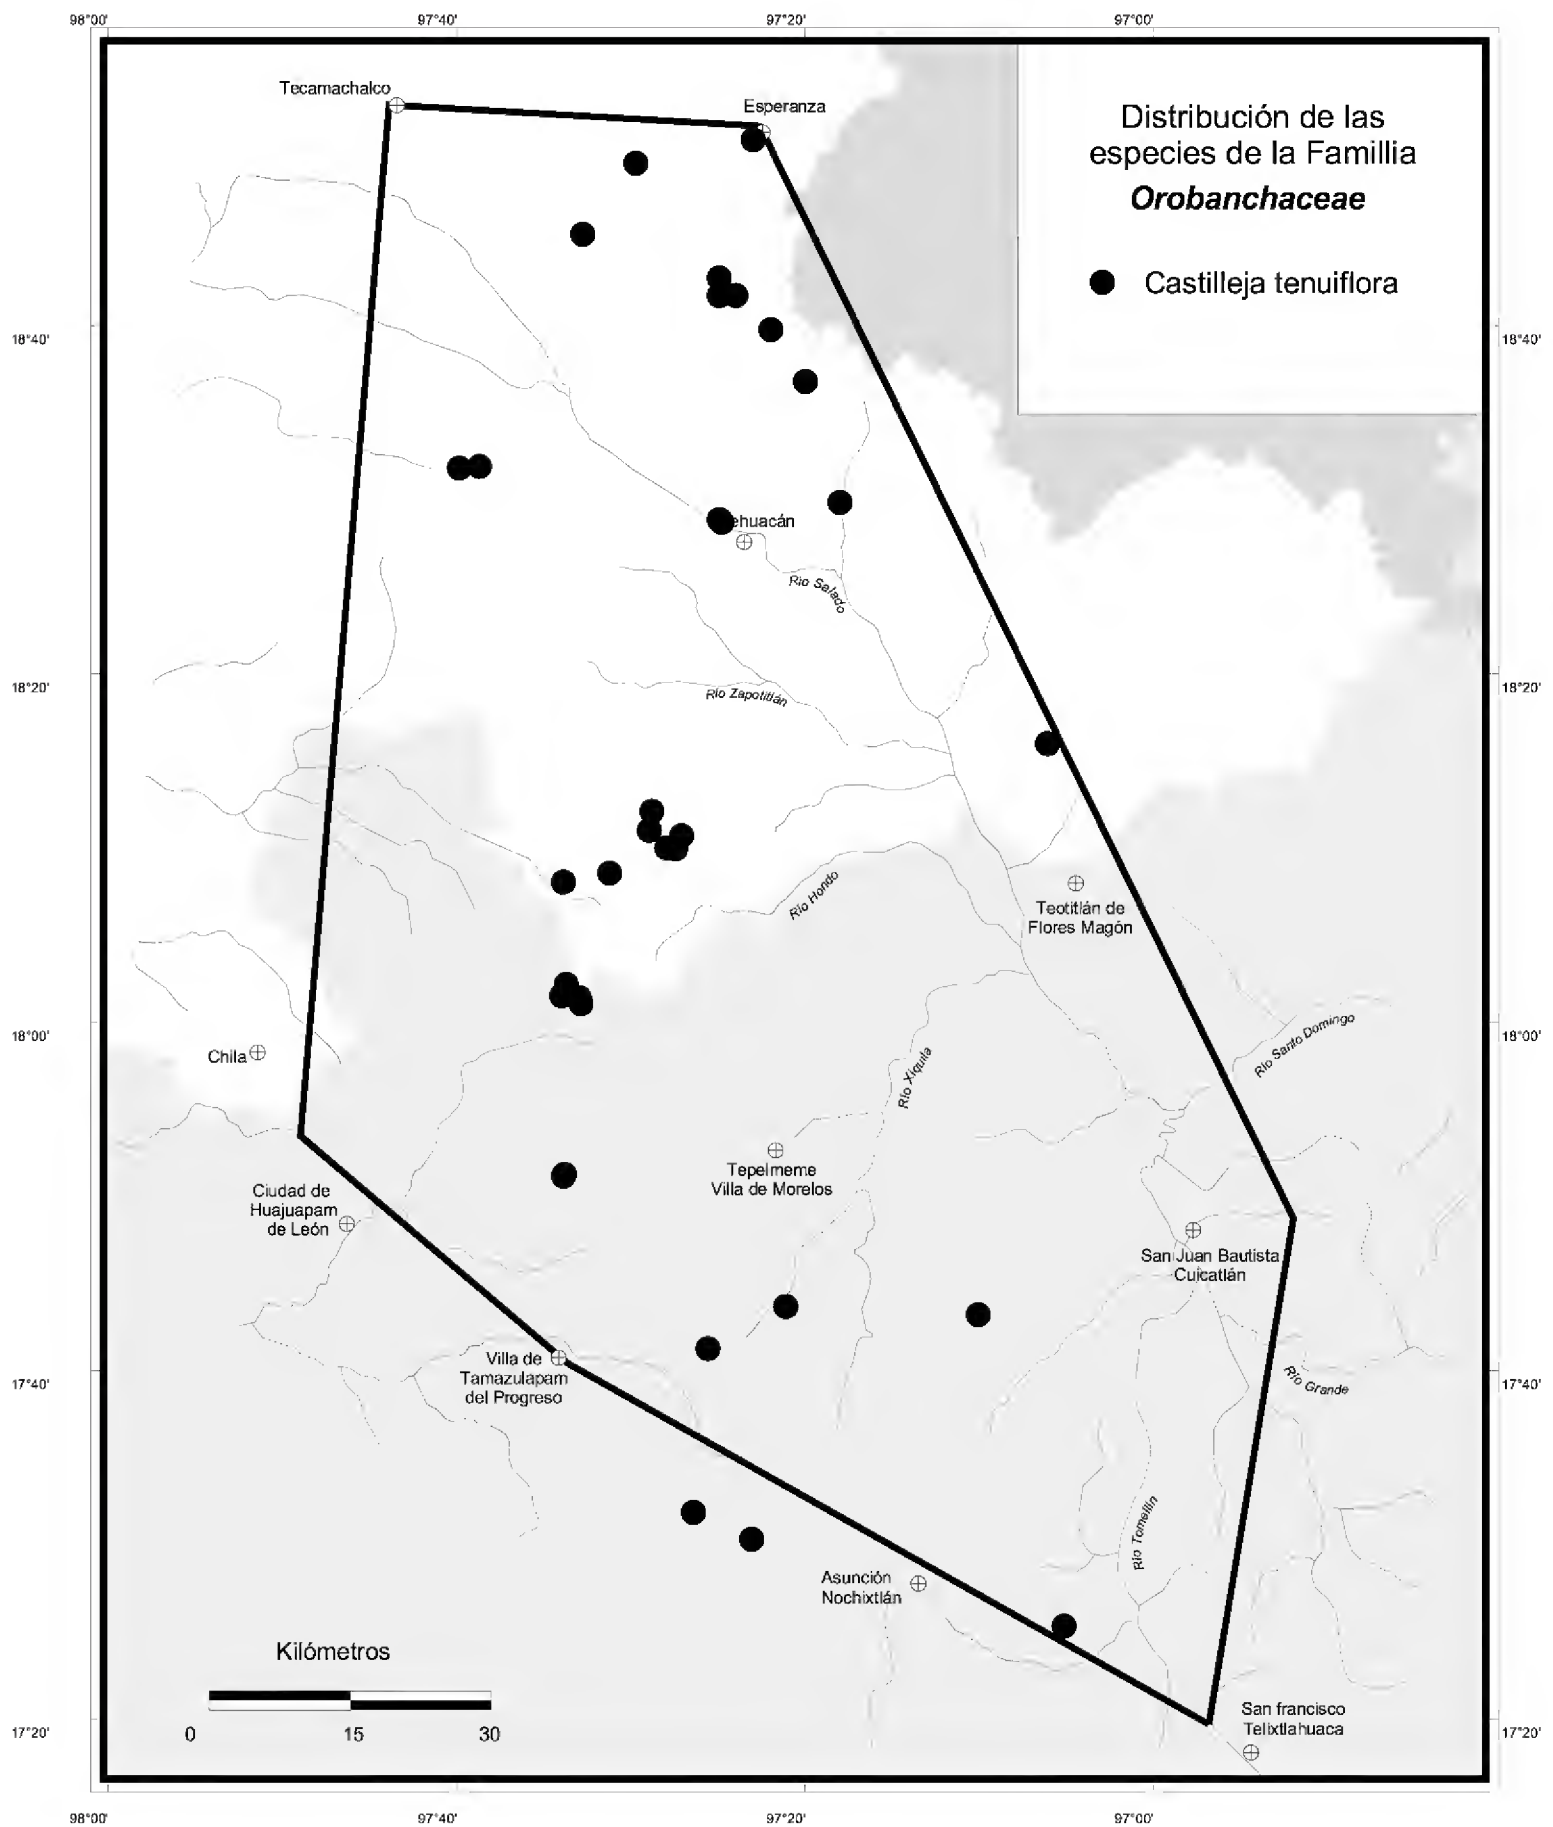 98°00'
97°40'
97°20'
97°00'
Tecamachalco
Esperanza
Distribución de las
especies de la Famillia
Orobanchaceae
Castilleja tenuiflora
18°40'
18°40'
ehuacán
Río Salado
18°20'
18°20'
Río Zapotitlán
Río Hondo
Teotitlán de
Flores Magón
18°00'
18°00'
Chila
Río Xiquila
Río Santo Domingo
Tepelmeme
Villa de Morelos
Ciudad de
Huajuapam
de León
San Juan Bautista
Cuicatlán
Villa de
Tamazulapam
del Progreso
17°40'
17°40'
Río Grande
Río Tomellín
Asunción
Nochixtlán
Kilómetros
0
15
30
San francisco
Telixtlahuaca
17°20'
17°20'
98°00'
97°40'
97°20'
97°00'